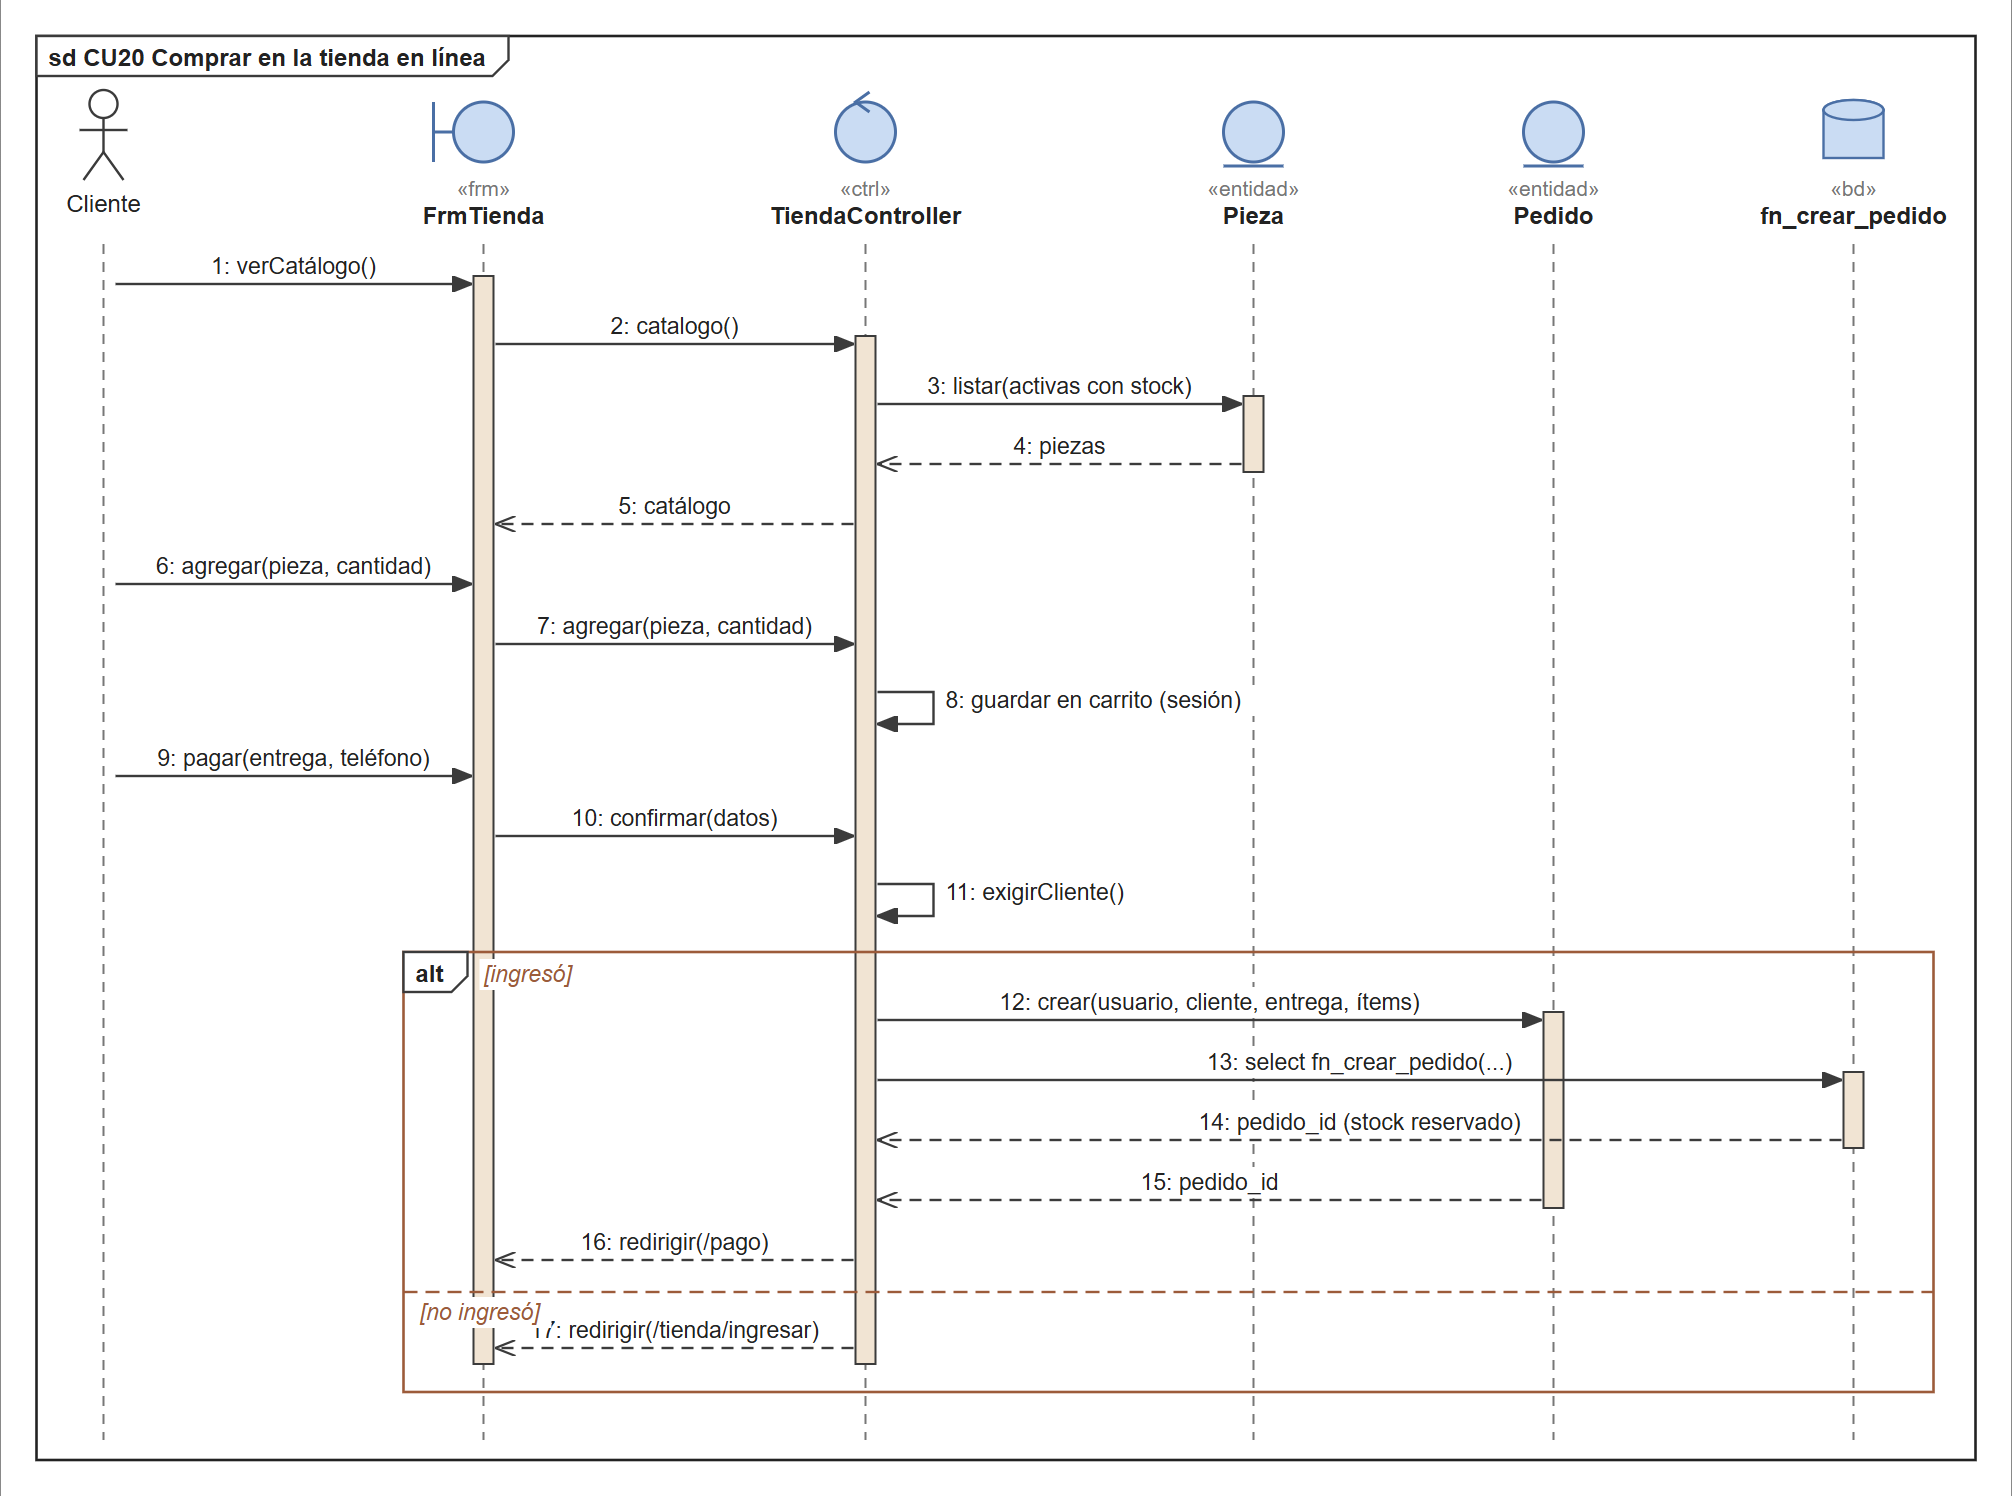 sd CU20 Comprar en la tienda en línea
Cliente
«frm»
FrmTienda
«ctrl»
TiendaController
«entidad»
Pieza
«entidad»
Pedido
«bd»
fn_crear_pedido
1: verCatálogo()
2: catalogo()
3: listar(activas con stock)
4: piezas
5: catálogo
6: agregar(pieza, cantidad)
7: agregar(pieza, cantidad)
8: guardar en carrito (sesión)
9: pagar(entrega, teléfono)
10: confirmar(datos)
11: exigirCliente()
alt
[ingresó]
12: crear(usuario, cliente, entrega, ítems)
13: select fn_crear_pedido(...)
14: pedido_id (stock reservado)
15: pedido_id
16: redirigir(/pago)
[no ingresó]
17: redirigir(/tienda/ingresar)